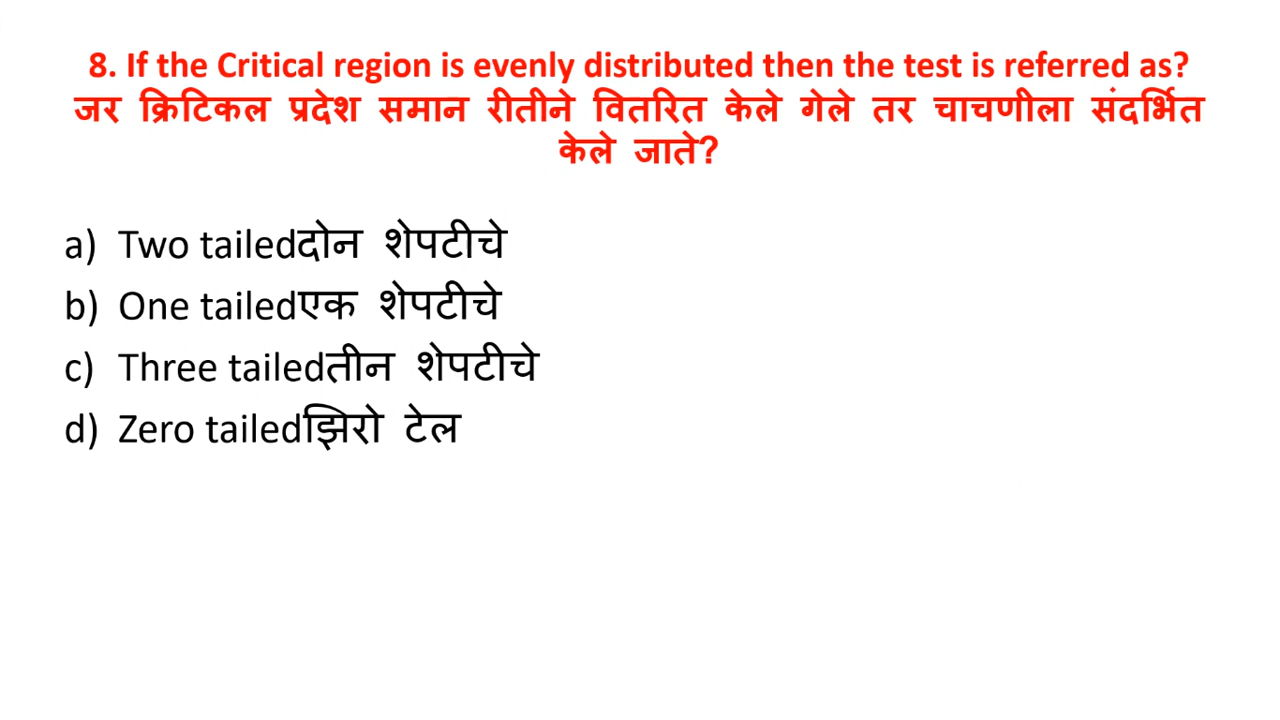 8. If the Critical region is evenly distributed then the test is referred as?
जर क्रिटिकल प्रदेश समान रीतीने वितरित केले गेले तर चाचणीला संदर्भित
केले जाते?
a) Two tailedदोन शेपटीचे
b) One tailedएक शेपटीचे
c) Three tailedतीन शेपटीचे
d) Zero tailedझिरो टेल